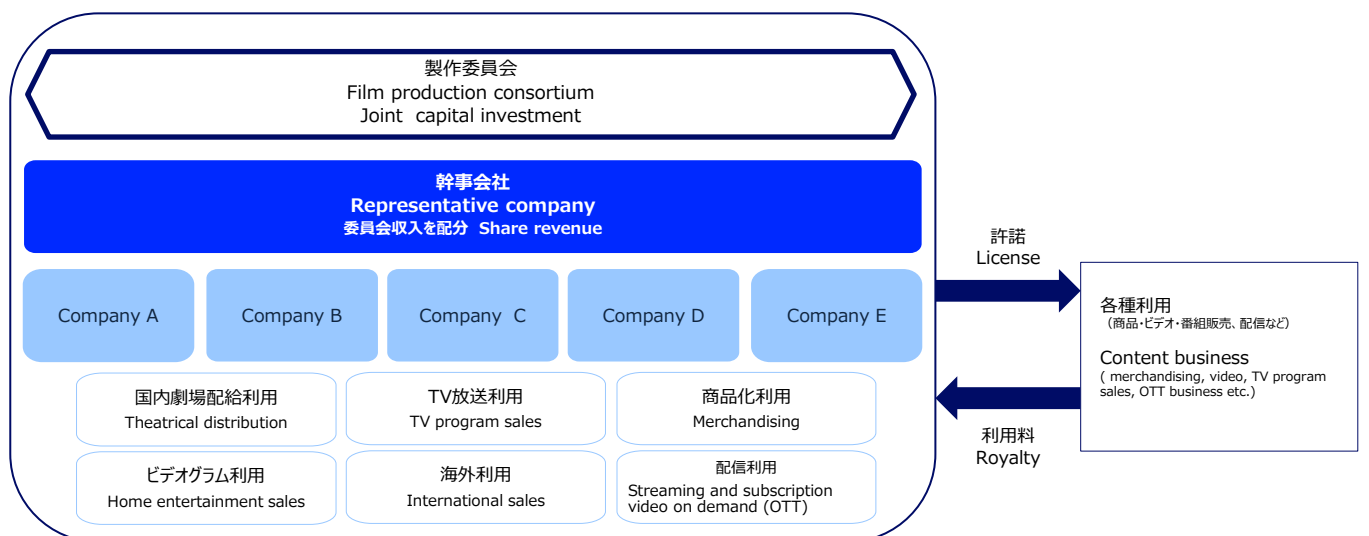 製作委員会
Film production consortium
Joint capital investment
幹事会社
Representative company
委員会収入を配分 Share revenue
Company A
Company B
Company C
Company D
Company E
国内劇場配給利用
Theatrical distribution
TV放送利用
TV program sales
商品化利用
Merchandising
ビデオグラム利用
Home entertainment sales
海外利用
International sales
配信利用
Streaming and subscription
video on demand (OTT)
許諾
License
利用料
Royalty
各種利用
（商品・ビデオ・番組販売、配信など）
Content business
( merchandising, video, TV program
sales, OTT business etc.)